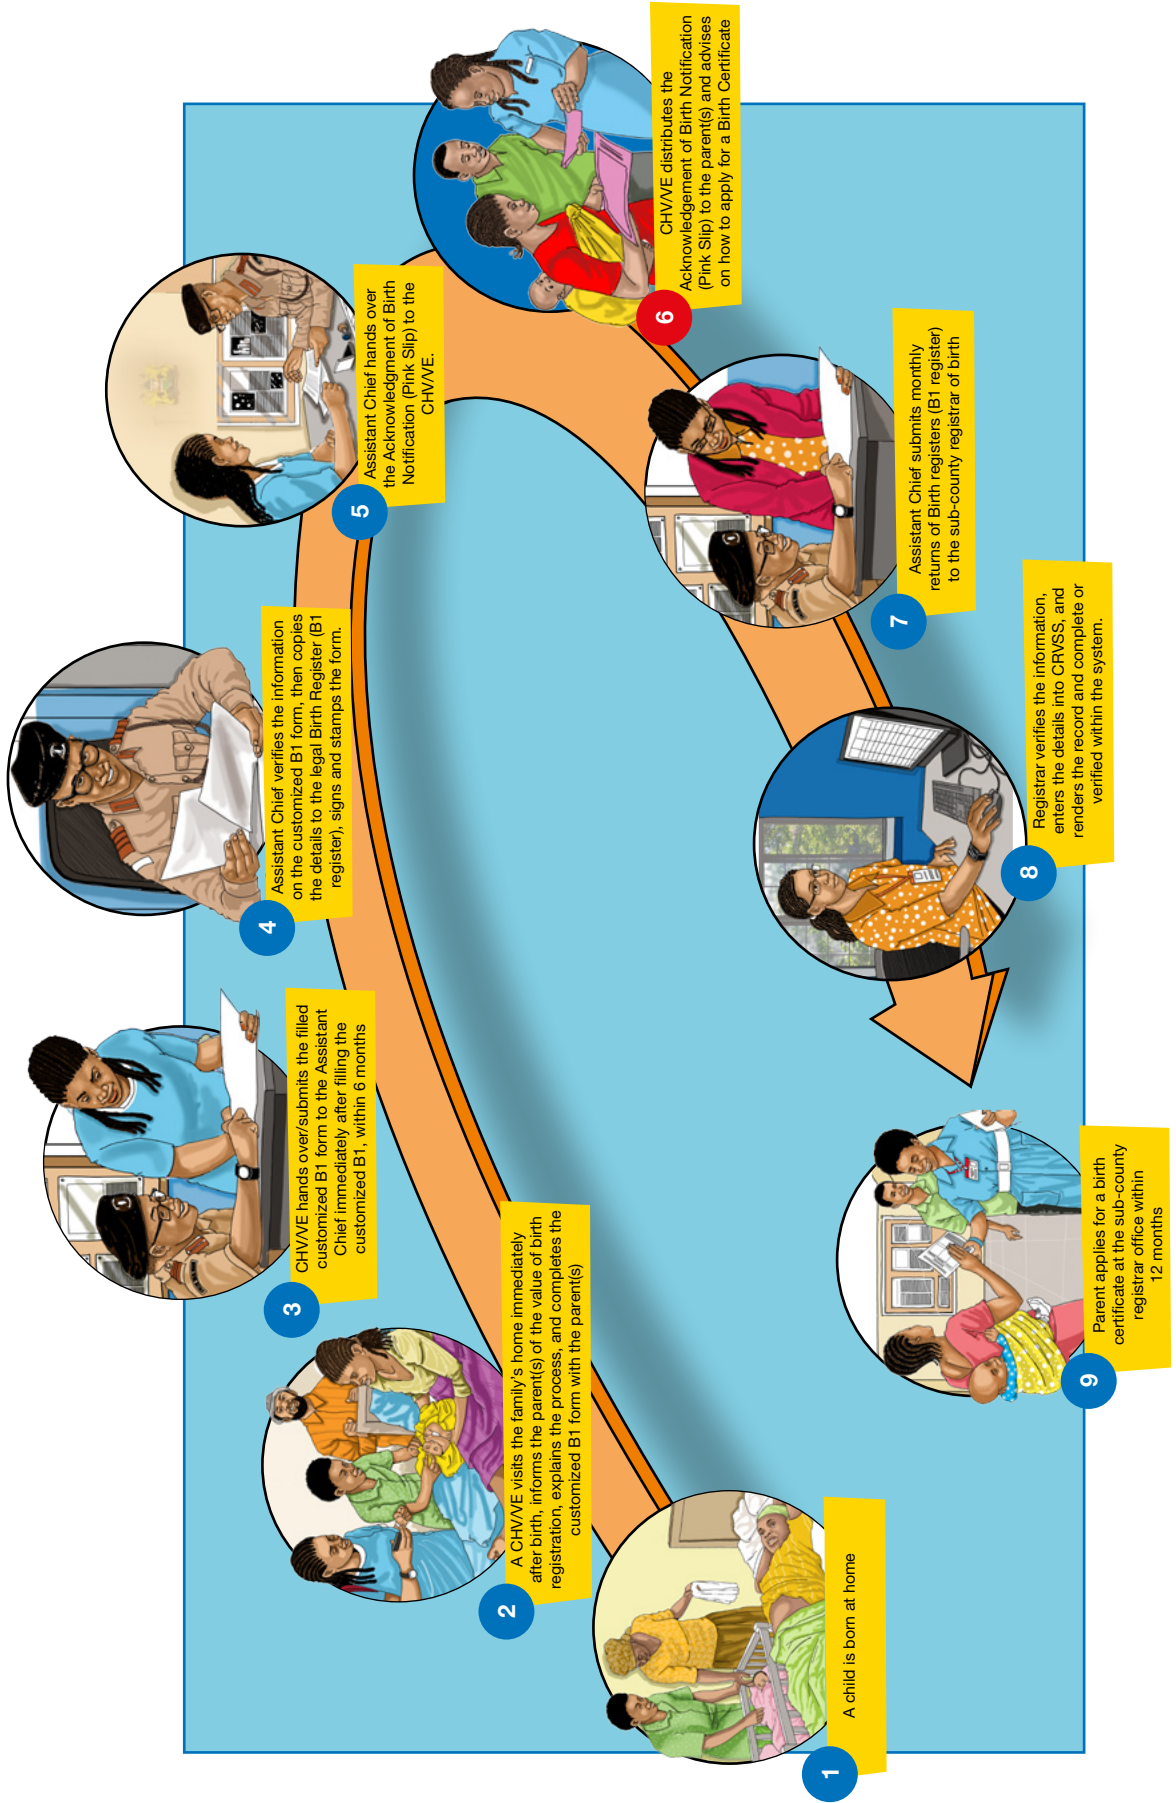 1
A child is born at home
2
A CHV/VE visits the family's home immediately
after birth, informs the parent(s) of the value of birth
registration, explains the process, and completes the
customized B1 form with the parent(s)
3
CHV/VE hands over/submits the filled
customized B1 form to the Assistant
Chief immediately after filling the
customized B1, within 6 months
4
Assistant Chief verifies the information
on the customized B1 form, then copies
the details to the legal Birth Register (B1
register), signs and stamps the form.
5
Assistant Chief hands over
the Acknowledgment of Birth
Notification (Pink Slip) to the
CHV/VE.
6
CHV/VE distributes the
Acknowledgement of Birth Notification
(Pink Slip) to the parent(s) and advises
on how to apply for a Birth Certificate
7
Assistant Chief submits monthly
returns of Birth registers (B1 register)
to the sub-county registrar of birth
8
Registrar verifies the information,
enters the details into CRVSS, and
renders the record and complete or
verified within the system.
9
Parent applies for a birth
certificate at the sub-county
registrar office within
12 months